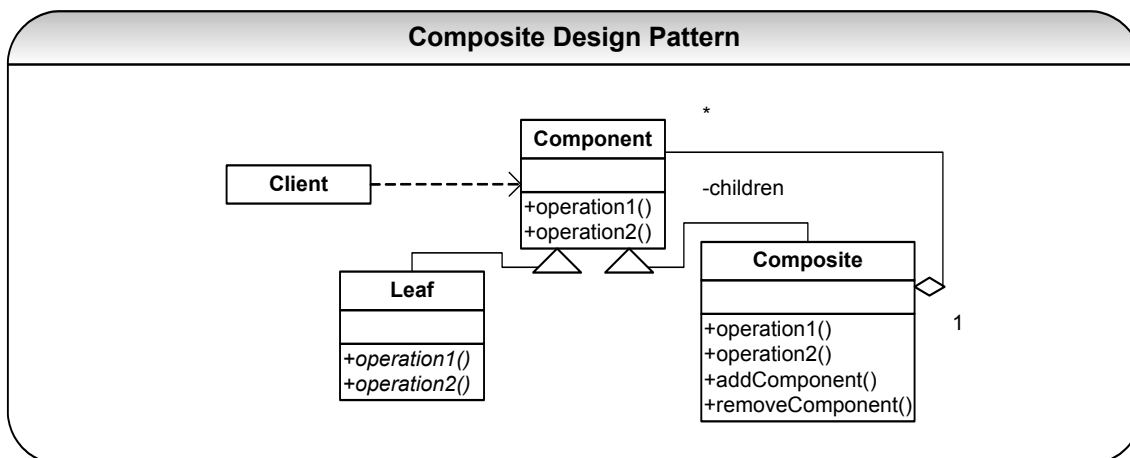 Composite Design Pattern
*
Component
Client
-children
+operation1()
+operation2()
Composite
Leaf
1
+operation1()
+operation2()
+operation1()
+operation2()
+addComponent()
+removeComponent()